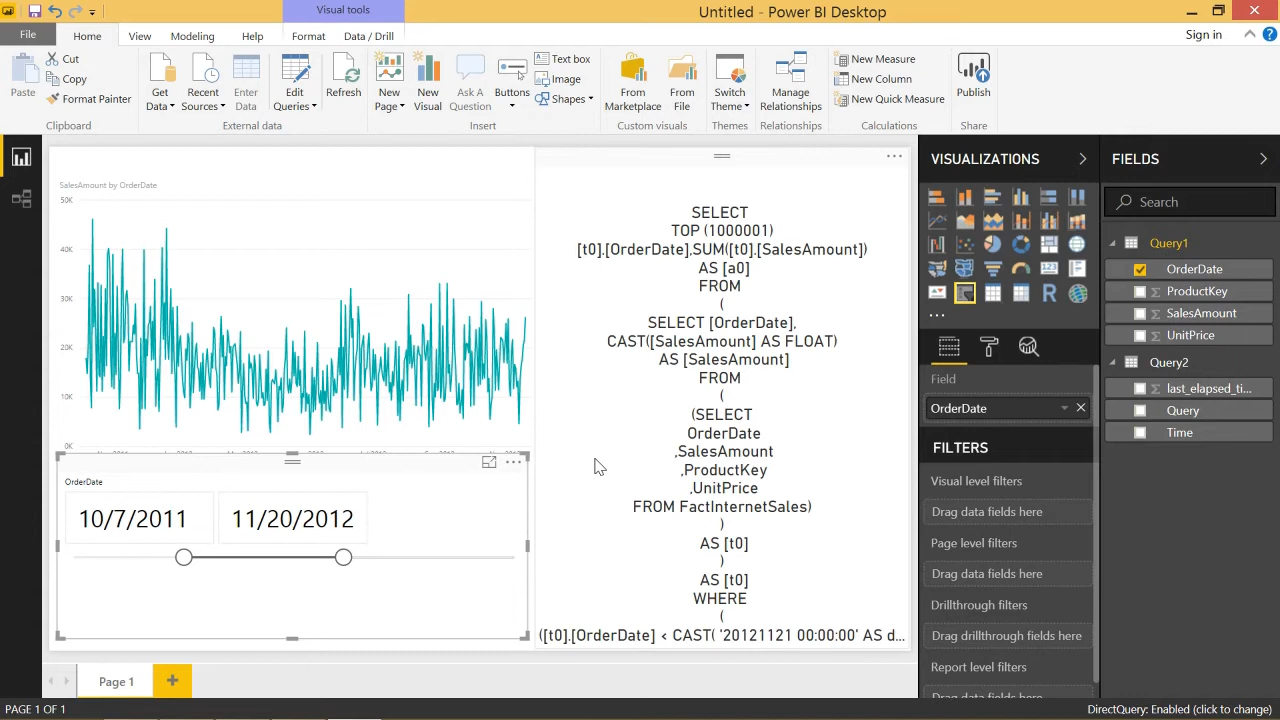 Visual tools
Untitled - Power BI Desktop
File
Home
View
Modeling
Help
Format
Data / Drill
Sign in
Paste
Cut
Copy
Format Painter
Clipboard
Get Data
Recent Sources
Enter Data
Edit Queries
Refresh
External data
New Page
New Visual
Ask A Question
Buttons
Text box
Image
Shapes
Insert
From Marketplace
From File
Custom visuals
Switch Theme
Themes
Manage Relationships
Relationships
New Measure
New Column
New Quick Measure
Calculations
Publish
Share
SalesAmount by OrderDate
50K
40K
30K
20K
10K
0K
OrderDate
10/7/2011
11/20/2012
SELECT
TOP (1000001)
[t0].[OrderDate],SUM([t0].[SalesAmount])
AS [a0]
FROM
(
SELECT [OrderDate],
CAST([SalesAmount] AS FLOAT)
AS [SalesAmount]
FROM
(
(SELECT
OrderDate
,SalesAmount
,ProductKey
,UnitPrice
FROM FactInternetSales)
)
AS [t0]
)
AS [t0]
WHERE
(
([t0].[OrderDate] < CAST( '20121121 00:00:00' AS d...
VISUALIZATIONS
123
R
Field
OrderDate
FILTERS
Visual level filters
Drag data fields here
Page level filters
Drag data fields here
Drillthrough filters
Drag drillthrough fields here
Report level filters
Drag data fields here
FIELDS
Search
Query1
OrderDate
ProductKey
SalesAmount
UnitPrice
Query2
last_elapsed_ti...
Query
Time
Page 1
PAGE 1 OF 1
DirectQuery: Enabled (click to change)